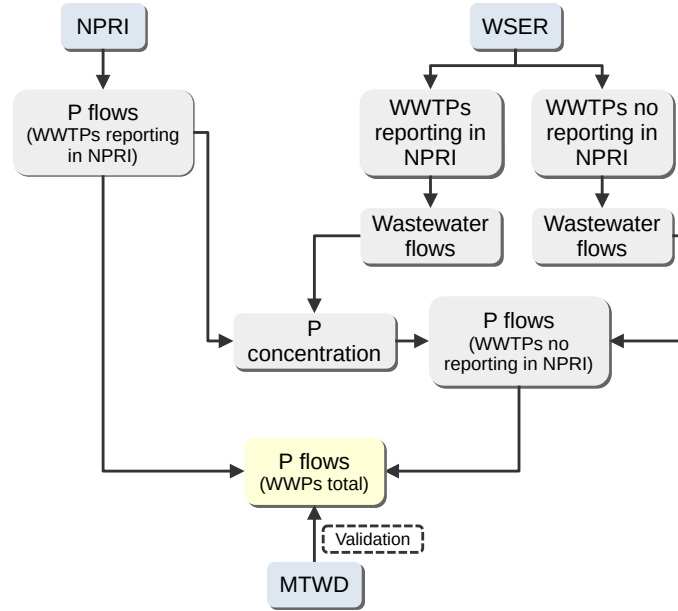 NPRI
WSER
P flows
(WWTPs reporting
in NPRI)
WWTPs
reporting in
NPRI
WWTPs no
reporting in
NPRI
Wastewater
flows
Wastewater
flows
P
concentration
P flows
(WWTPs no
reporting in NPRI)
P flows
(WWPs total)
Validation
MTWD